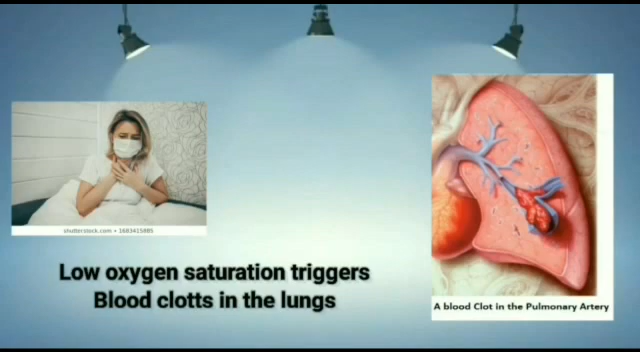 shutterstock.com • 1683415885
Low oxygen saturation triggers
Blood clotts in the lungs
A blood Clot in the Pulmonary Artery